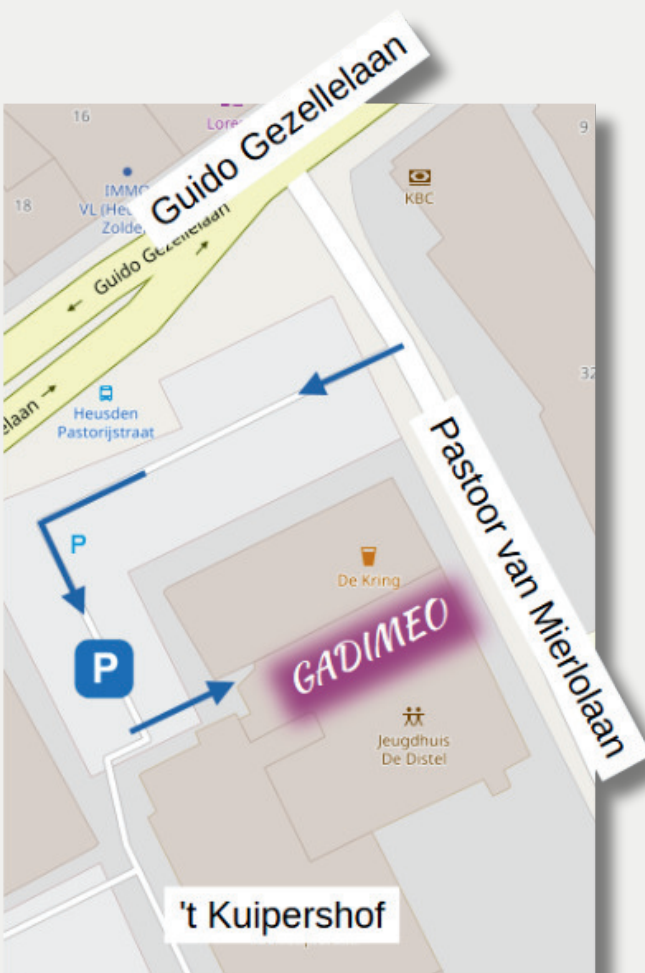 Guido Gezellelaan
16
9
KBC
18
Guido Gezellelaan
32
Heusden
Pastorijstraat
P
De Kring
Pastoor van Mierlolaan
GADIMEO
P
Jeugdhuis
De Distel
't Kuipershof